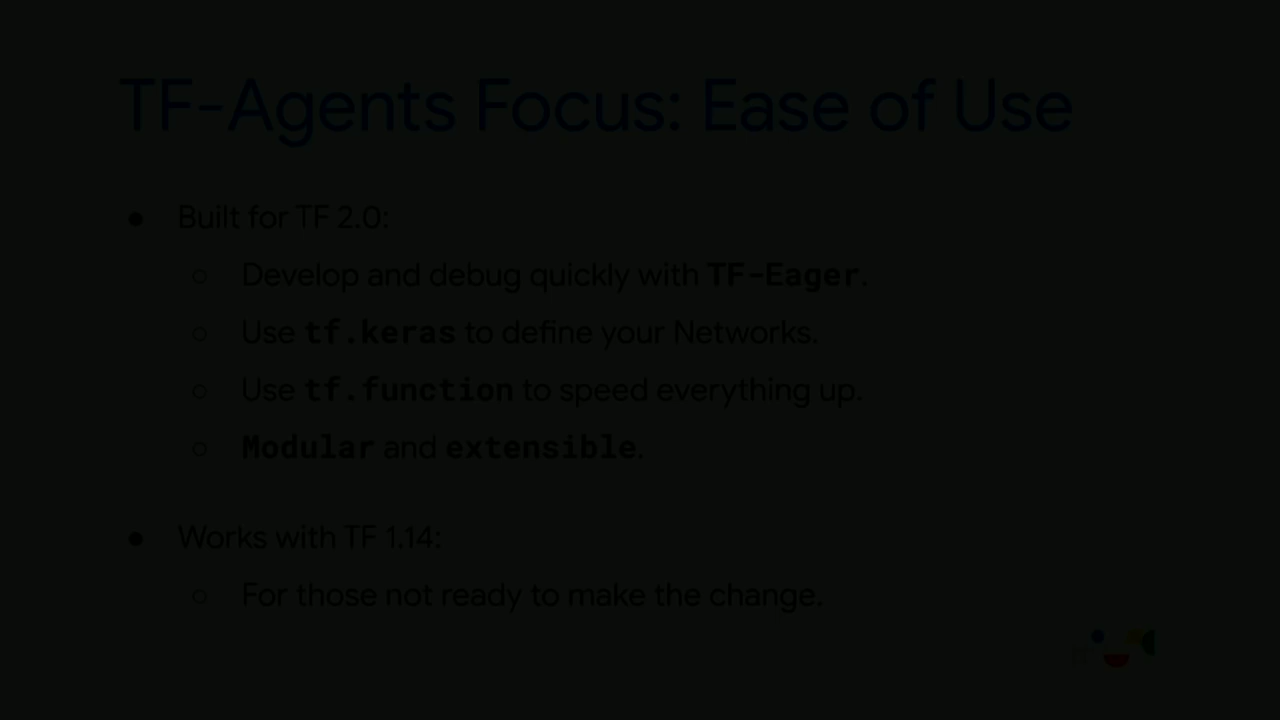 TF-Agents Focus: Ease of Use
● Built for TF 2.0:
○ Develop and debug quickly with TF-Eager.
○ Use tf.keras to define your Networks.
○ Use tf.function to speed everything up.
○ Modular and extensible.
● Works with TF 1.14:
○ For those not ready to make the change.